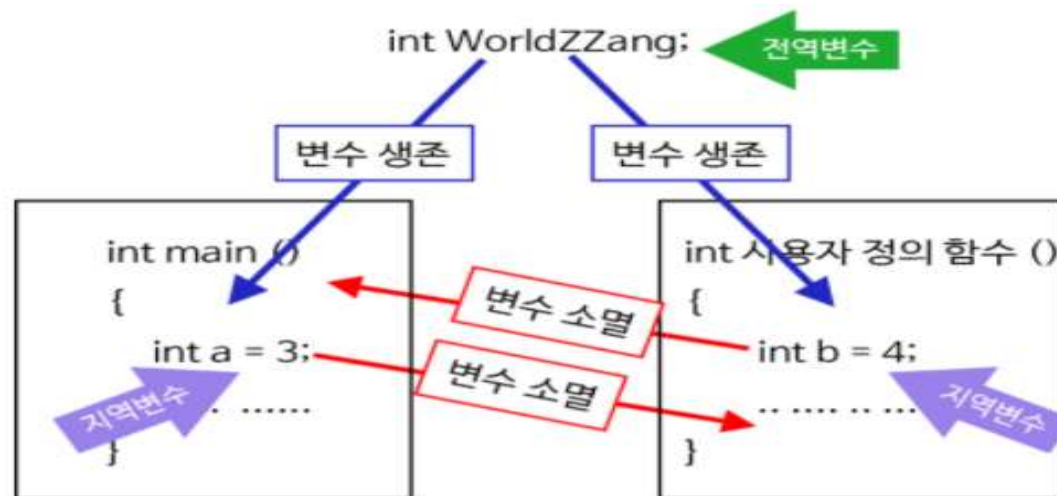 int WorldZZang;
전역변수
변수 생존
변수 생존
int main ()
{
int a = 3;
지역변수
.. ......
}
변수 소멸
변수 소멸
int 사용자 정의 함수 ()
{
int b = 4;
.. .... .. ...
지역변수
}